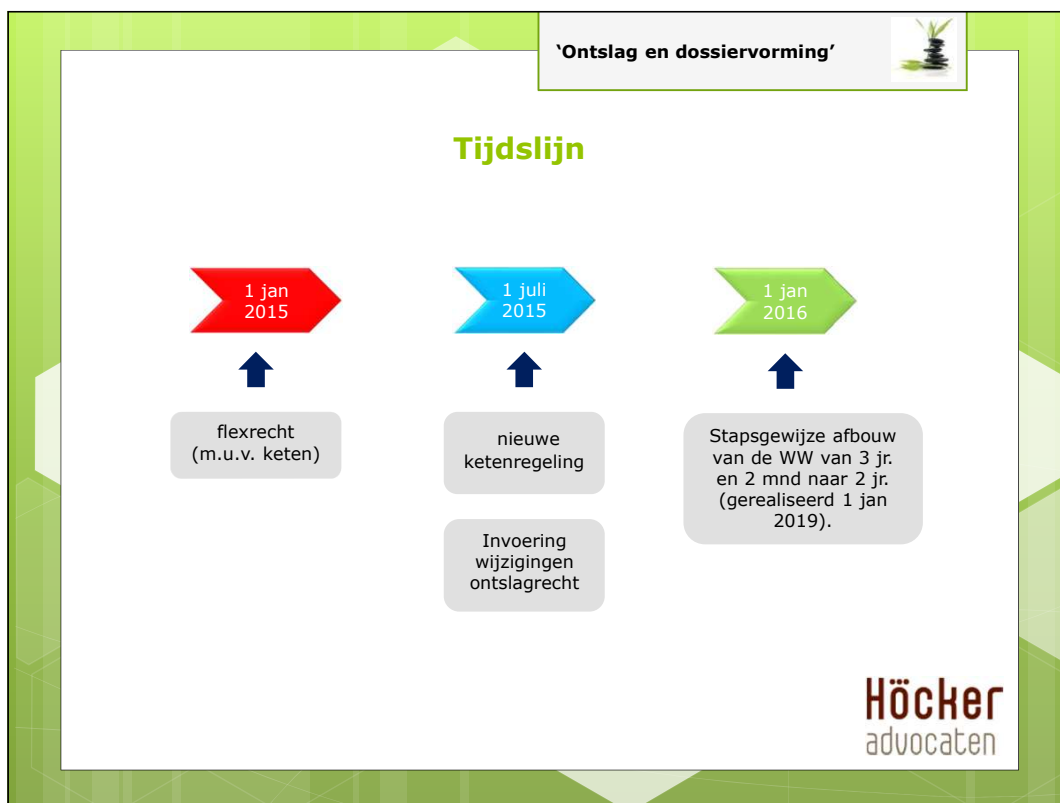 ‘Ontslag en dossiervorming’
Tijdslijn
1 jan
2015
1 juli
2015
1 jan
2016
flexrecht
(m.u.v. keten)
nieuwe
ketenregeling
Invoering
wijzigingen
ontslagrecht
Stapsgewijze afbouw
van de WW van 3 jr.
en 2 mnd naar 2 jr.
(gerealiseerd 1 jan
2019).
Höcker
advocaten